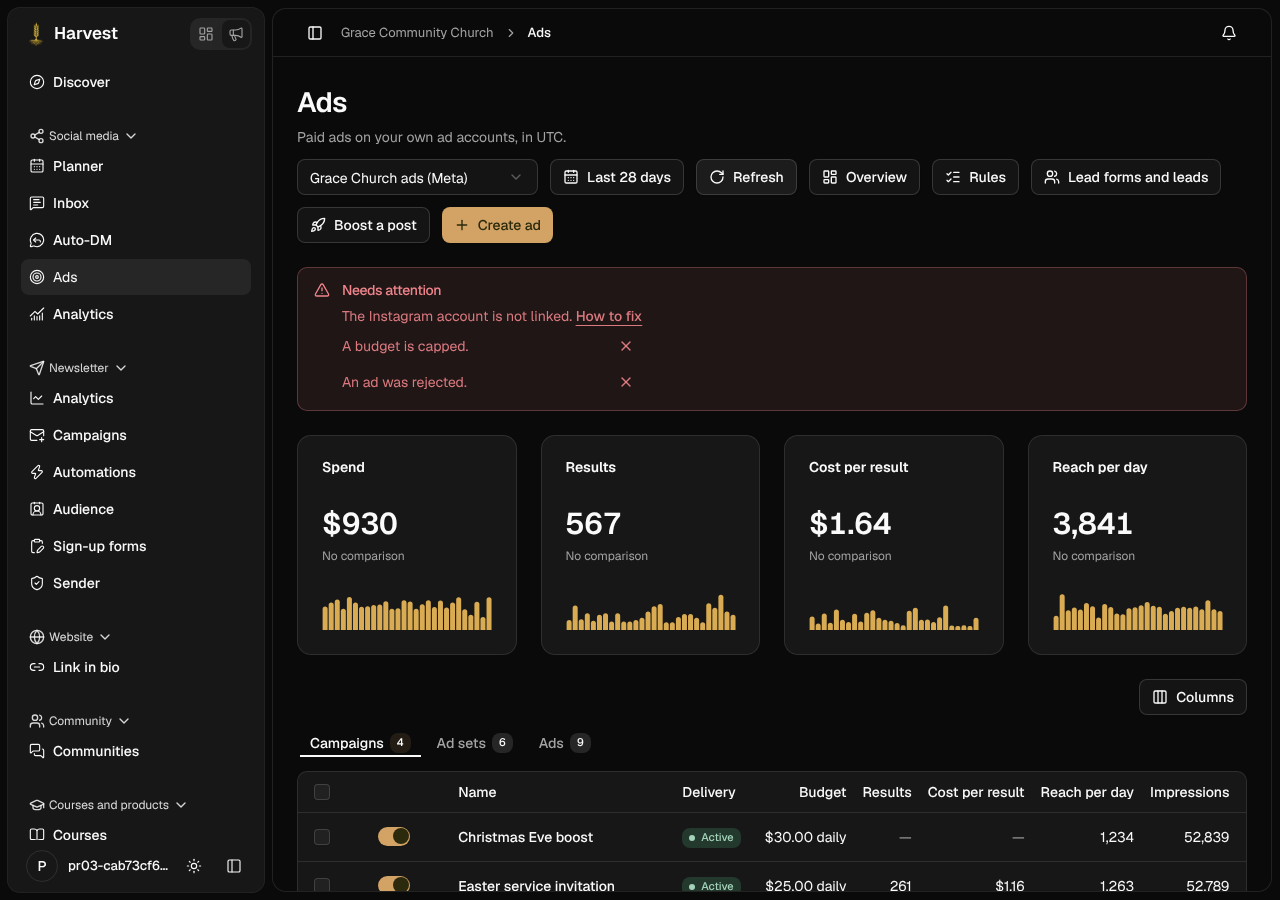 Harvest
Discover
Social media
Planner
Inbox
Auto-DM
Ads
Analytics
Newsletter
Analytics
Campaigns
Automations
Audience
Sign-up forms
Sender
Website
Link in bio
Community
Communities
Courses and products
Courses
P pr03-cab73cf6...
Grace Community Church > Ads
Ads
Paid ads on your own ad accounts, in UTC.
Grace Church ads (Meta) Last 28 days Refresh Overview Rules Lead forms and leads
Boost a post + Create ad
Needs attention
The Instagram account is not linked. How to fix
A budget is capped.
An ad was rejected.
Spend Results Cost per result Reach per day
$930 567 $1.64 3,841
No comparison No comparison No comparison No comparison
Columns
Campaigns 4 Ad sets 6 Ads 9
Name Delivery Budget Results Cost per result Reach per day Impressions
Christmas Eve boost Active $30.00 daily — — 1,234 52,839
Easter service invitation Active $25.00 daily 261 $1.16 1,263 52,789